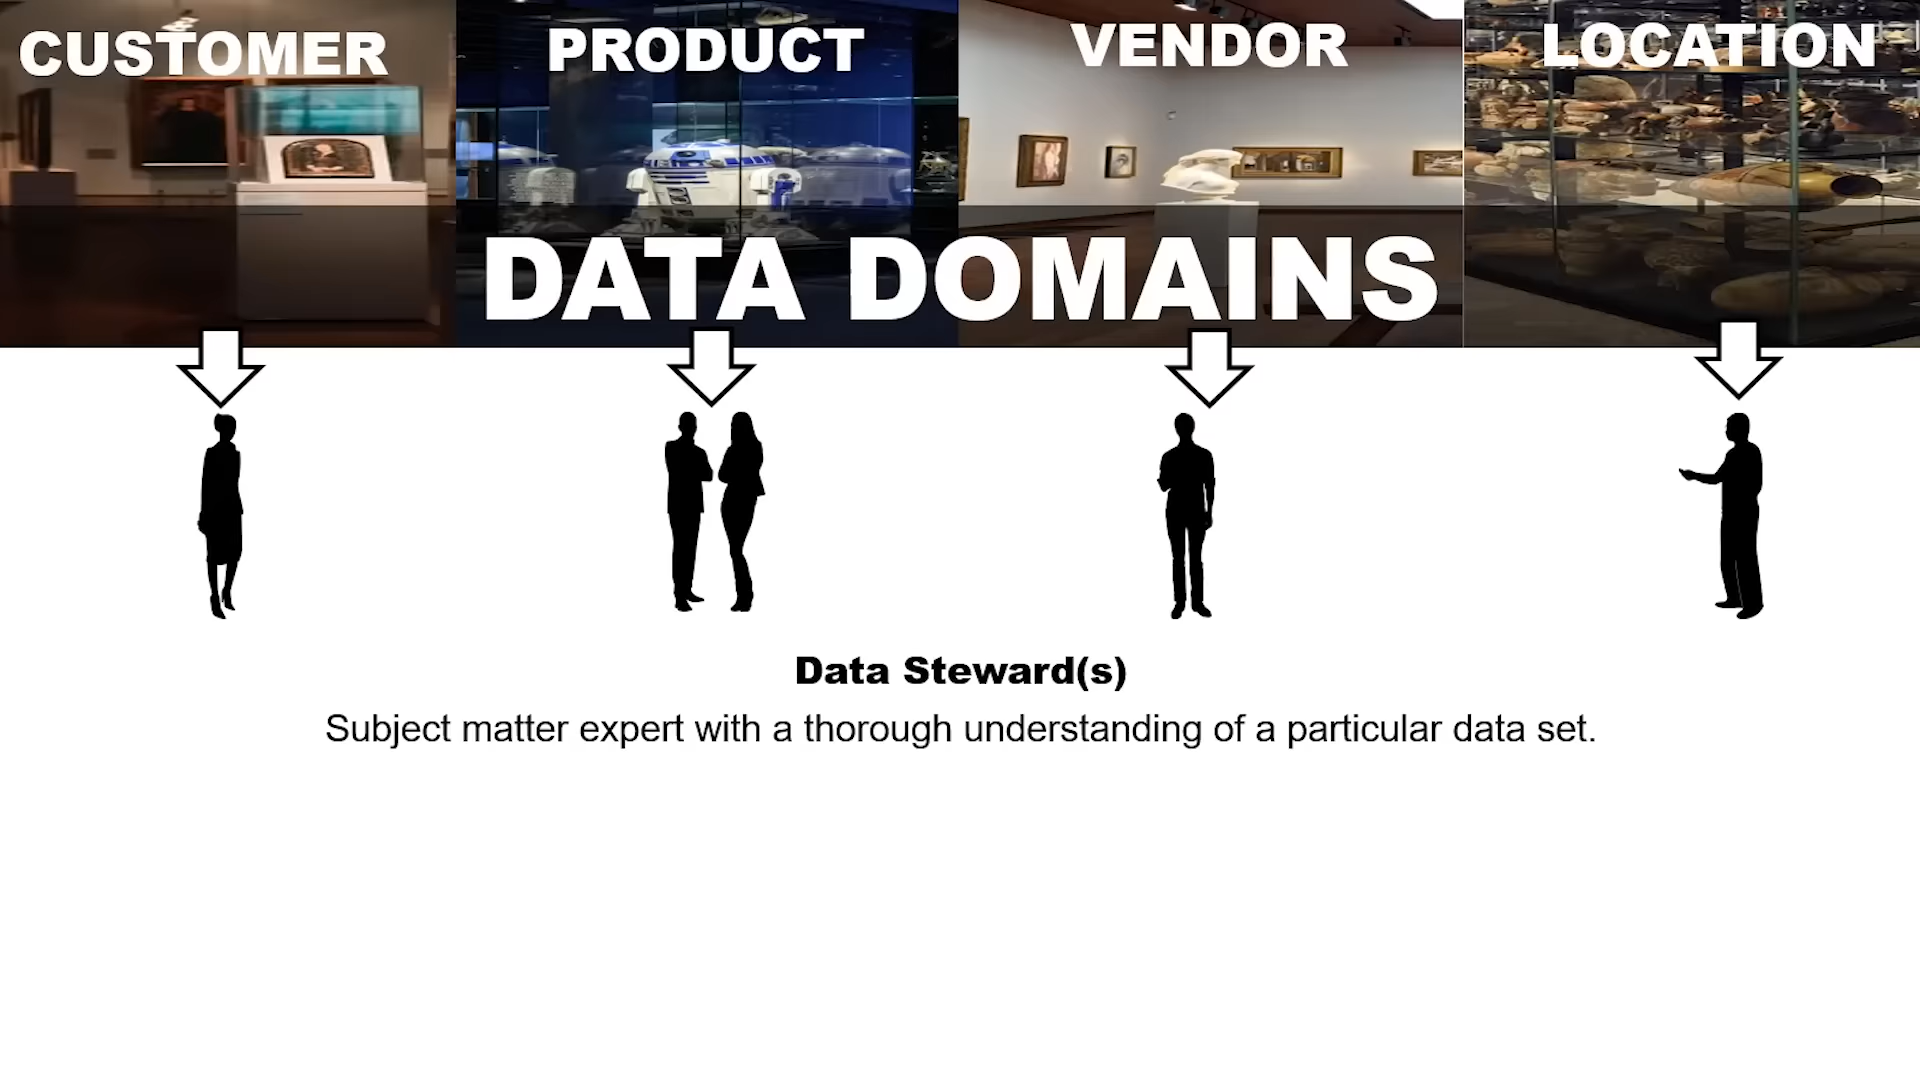 CUSTOMER
PRODUCT
VENDOR
LOCATION
DATA DOMAINS
Data Steward(s)
Subject matter expert with a thorough understanding of a particular data set.